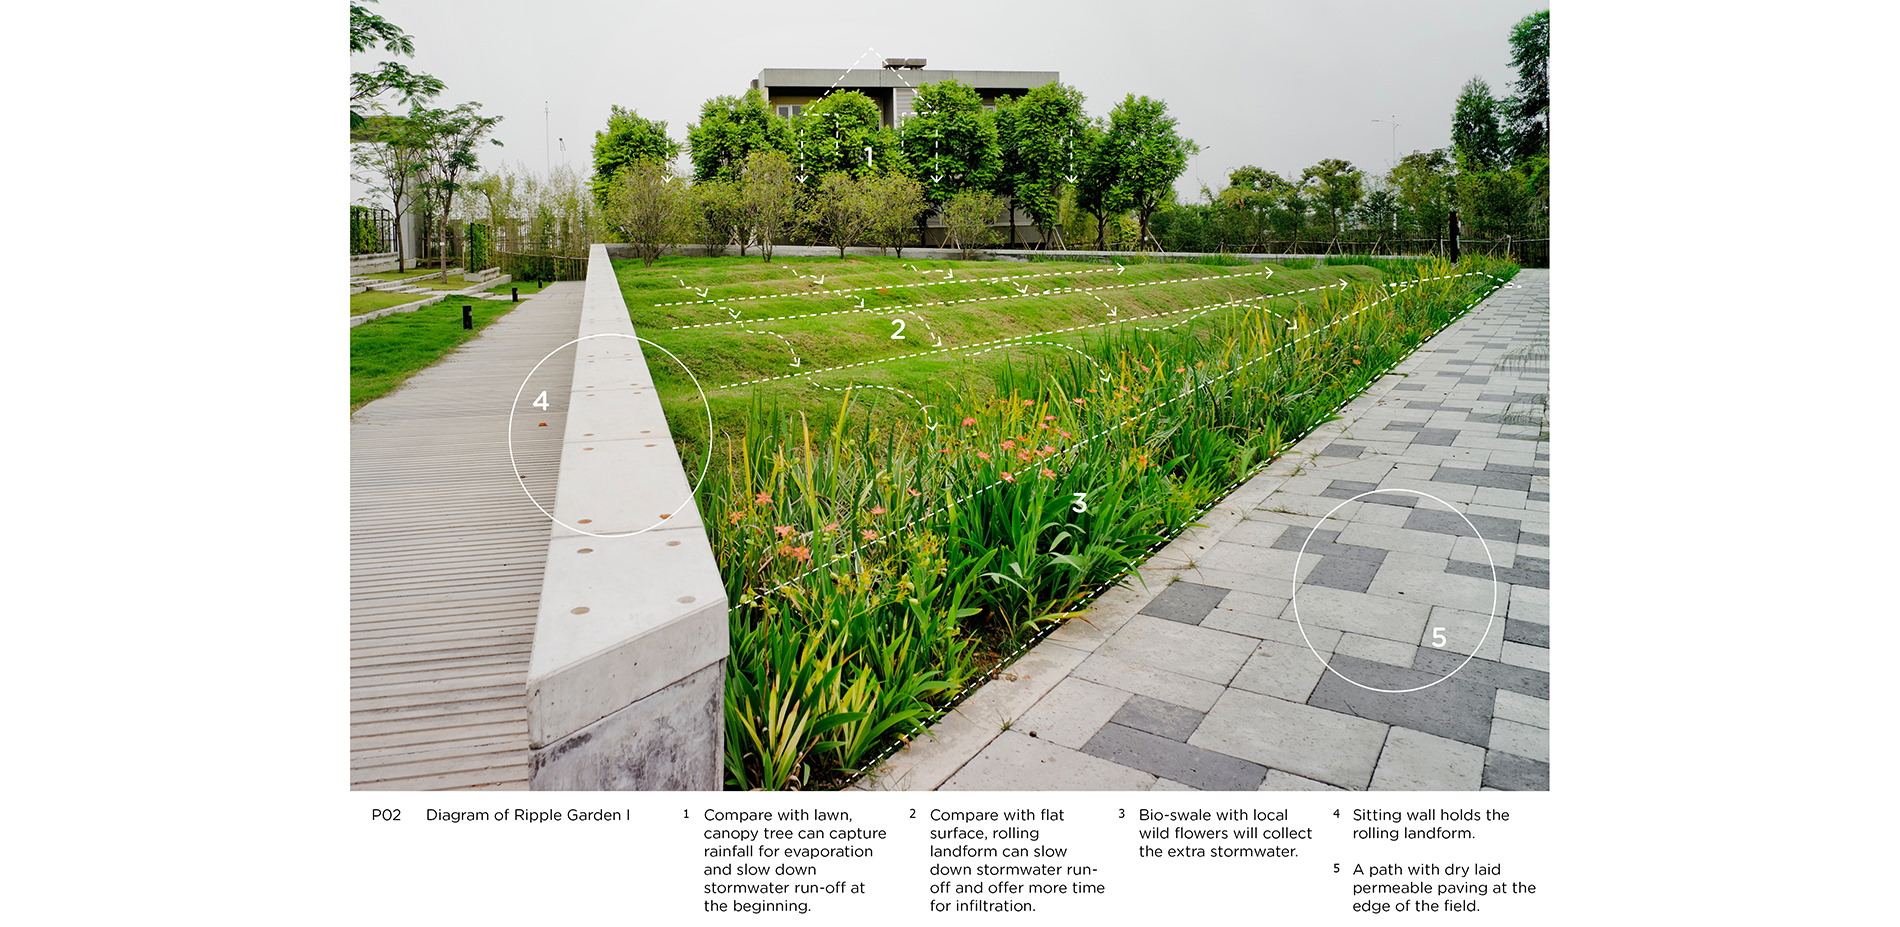 1
2
3
4
5
P02 Diagram of Ripple Garden I
1 Compare with lawn,
canopy tree can capture
rainfall for evaporation
and slow down
stormwater run-off at
the beginning.
2 Compare with flat
surface, rolling
landform can slow
down stormwater run-
off and offer more time
for infiltration.
3 Bio-swale with local
wild flowers will collect
the extra stormwater.
4 Sitting wall holds the
rolling landform.
5 A path with dry laid
permeable paving at the
edge of the field.